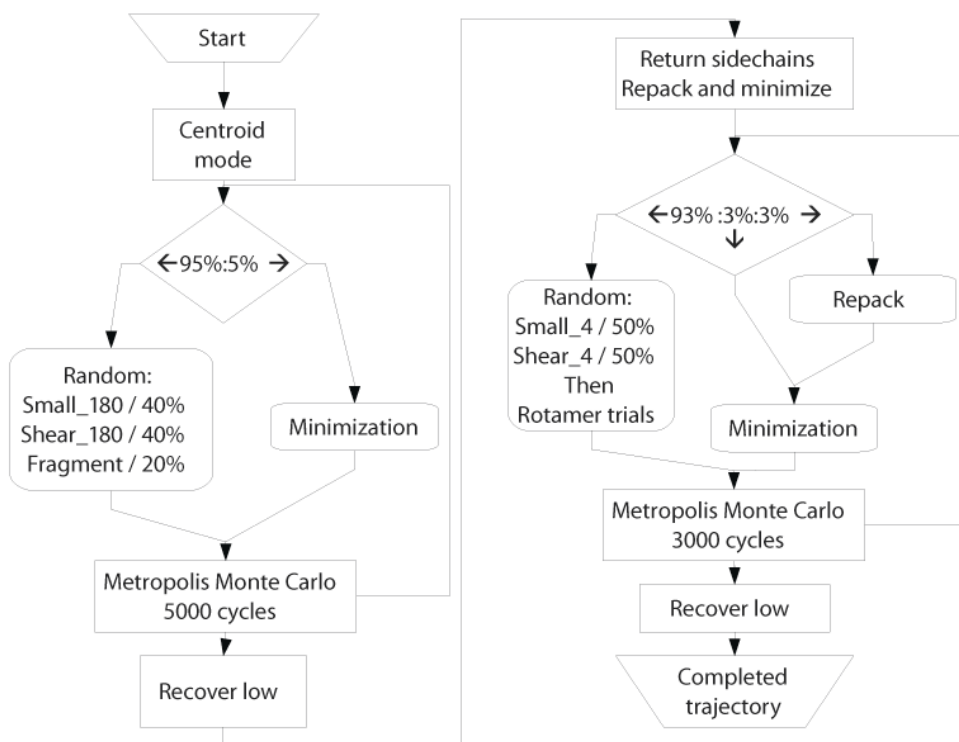 Start
Centroid
mode
←95%:5% →
Random:
Small_180 / 40%
Shear_180 / 40%
Fragment / 20%
Minimization
Metropolis Monte Carlo
5000 cycles
Recover low
Return sidechains
Repack and minimize
←93% :3%:3% →
↓
Random:
Small_4 / 50%
Shear_4 / 50%
Then
Rotamer trials
Repack
Minimization
Metropolis Monte Carlo
3000 cycles
Recover low
Completed
trajectory